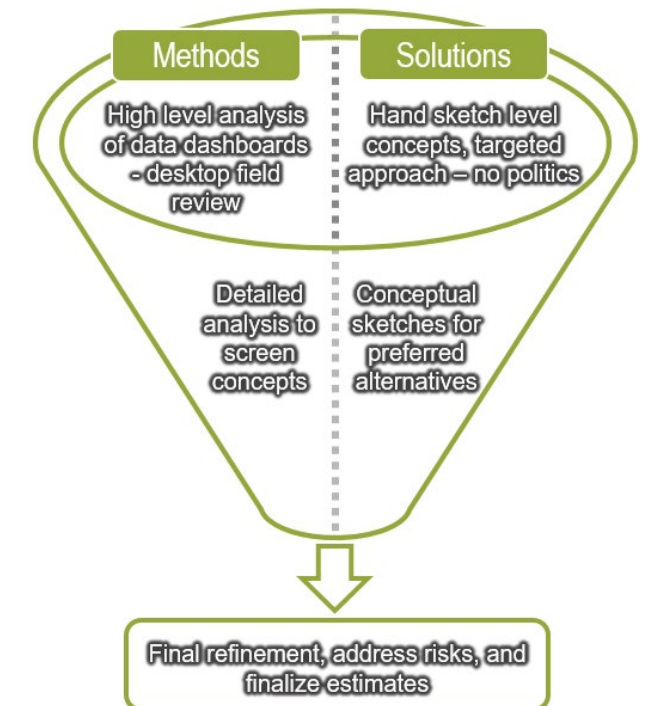 Methods
Solutions
High level analysis
of data dashboards
- desktop field
review
Hand sketch level
concepts, targeted
approach – no politics
Detailed
analysis to
screen
concepts
Conceptual
sketches for
preferred
alternatives
Final refinement, address risks, and
finalize estimates